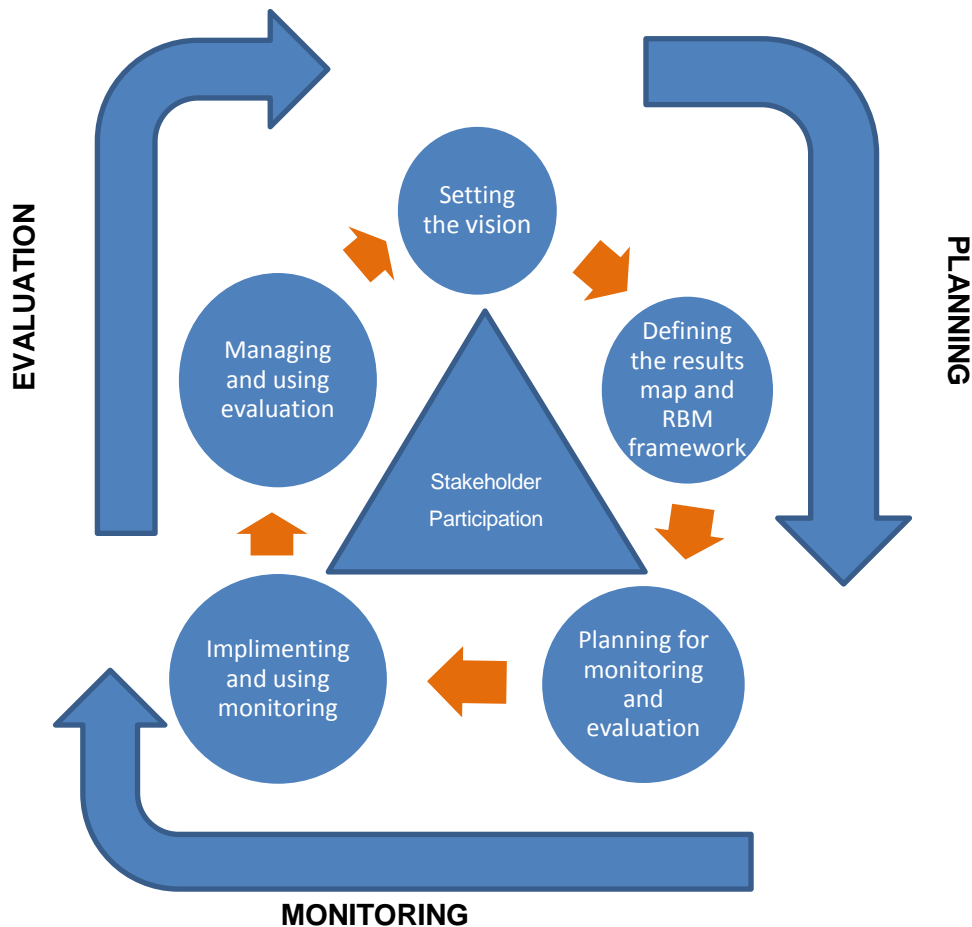 Setting
the vision
Defining
the results
map and
RBM
framework
Planning for
monitoring
and
evaluation
Implimenting
and using
monitoring
Managing
and using
evaluation
Stakeholder
Participation
PLANNING
MONITORING
EVALUATION